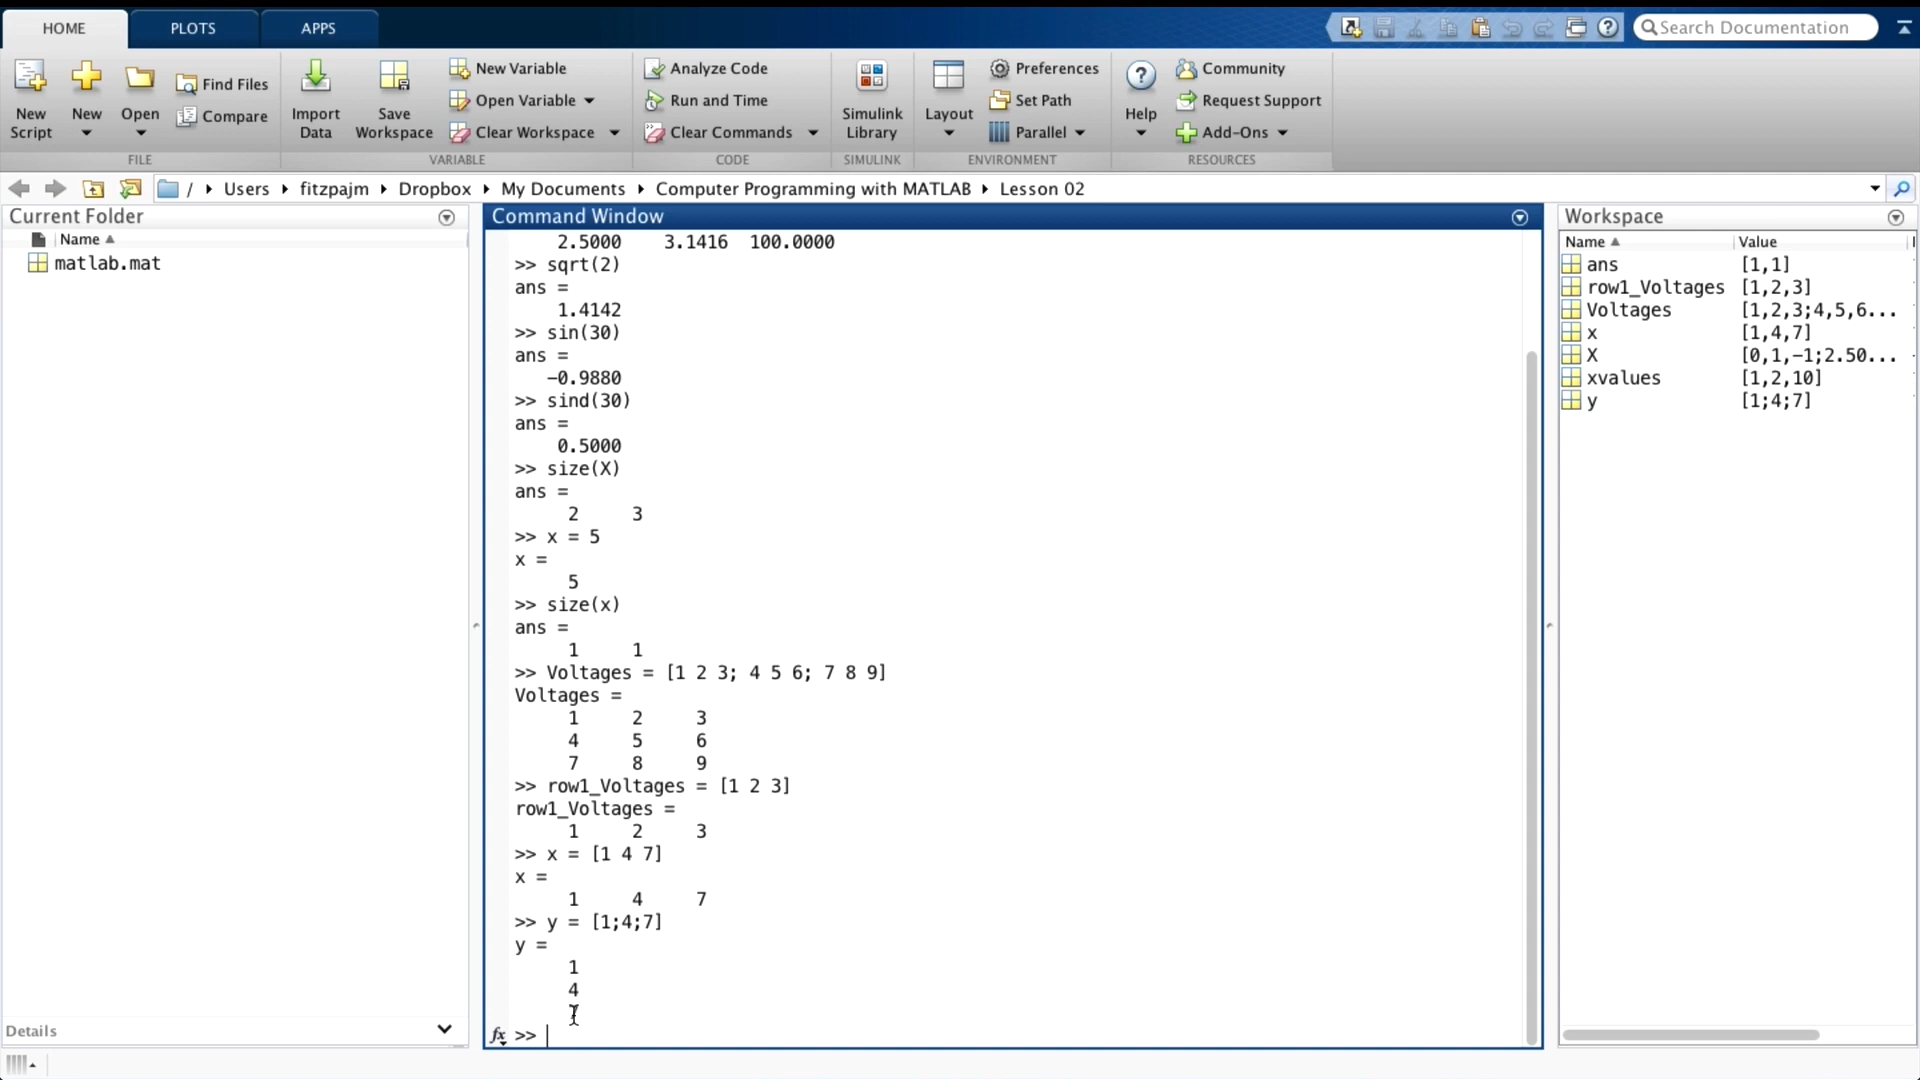 HOME PLOTS APPS Search Documentation
New Script
New
Open
Find Files
Compare
Import Data
Save Workspace
New Variable
Open Variable
Clear Workspace
Analyze Code
Run and Time
Clear Commands
Simulink Library
Layout
Preferences
Set Path
Parallel
Help
Community
Request Support
Add-Ons
FILE VARIABLE CODE SIMULINK ENVIRONMENT RESOURCES
/ Users fitzpajm Dropbox My Documents Computer Programming with MATLAB Lesson 02
Current Folder
Name
matlab.mat
Details
Command Window
2.5000 3.1416 100.0000
>> sqrt(2)
ans =
1.4142
>> sin(30)
ans =
-0.9880
>> sind(30)
ans =
0.5000
>> size(X)
ans =
2 3
>> x = 5
x =
5
>> size(x)
ans =
1 1
>> Voltages = [1 2 3; 4 5 6; 7 8 9]
Voltages =
1 2 3
4 5 6
7 8 9
>> row1_Voltages = [1 2 3]
row1_Voltages =
1 2 3
>> x = [1 4 7]
x =
1 4 7
>> y = [1;4;7]
y =
1
4
7
fx >>
Workspace
Name Value
ans [1,1]
row1_Voltages [1,2,3]
Voltages [1,2,3;4,5,6...
x [1,4,7]
X [0,1,-1;2.50...
xvalues [1,2,10]
y [1;4;7]